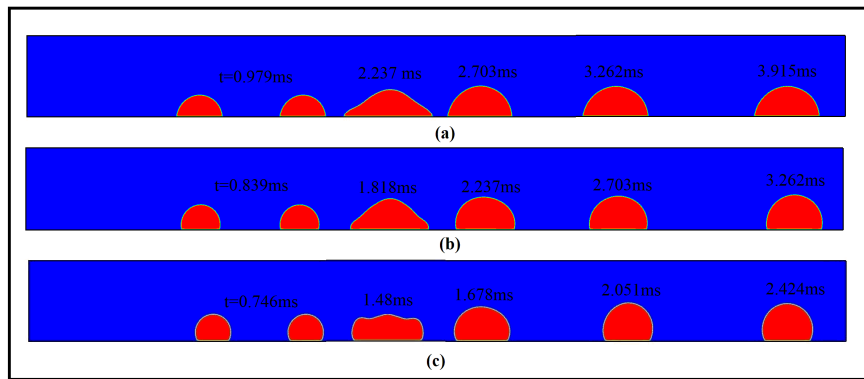 t=0.979ms 2.237 ms 2.703ms 3.262ms 3.915ms
(a)
t=0.839ms 1.818ms 2.237ms 2.703ms 3.262ms
(b)
t=0.746ms 1.48ms 1.678ms 2.051ms 2.424ms
(c)